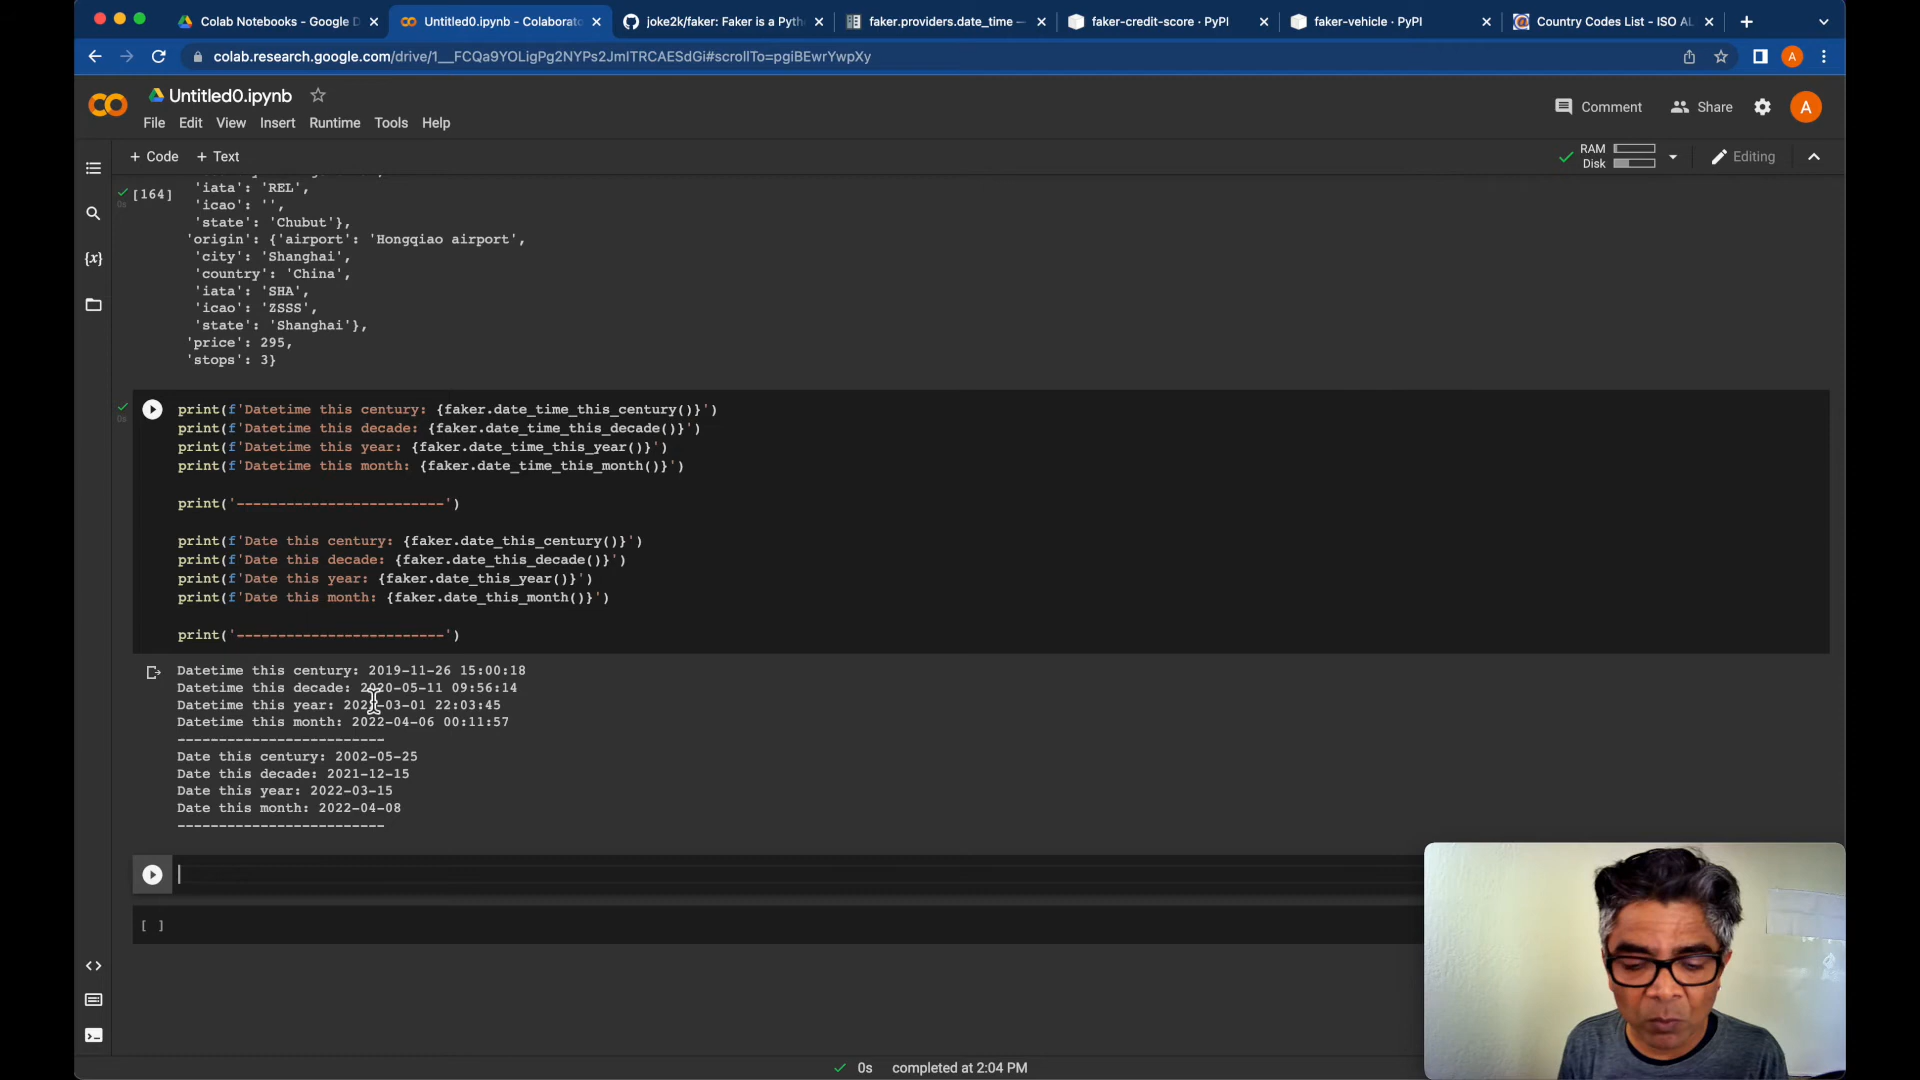 Colab Notebooks - Google D
Untitled0.ipynb - Colaborato
joke2k/faker: Faker is a Pyth
faker.providers.date_time —
faker-credit-score · PyPI
faker-vehicle · PyPI
Country Codes List - ISO AL
colab.research.google.com/drive/1__FCQa9YOLigPg2NYPs2JmITRCAESdGi#scrollTo=pgiBEwrYwpXy
A
Untitled0.ipynb
Comment
Share
A
File Edit View Insert Runtime Tools Help
+ Code + Text
RAM
Disk
Editing
[164]
'iata': 'REL',
'icao': '',
'state': 'Chubut'},
'origin': {'airport': 'Hongqiao airport',
'city': 'Shanghai',
'country': 'China',
'iata': 'SHA',
'icao': 'ZSSS',
'state': 'Shanghai'},
'price': 295,
'stops': 3}
0s
print(f'Datetime this century: {faker.date_time_this_century()}')
print(f'Datetime this decade: {faker.date_time_this_decade()}')
print(f'Datetime this year: {faker.date_time_this_year()}')
print(f'Datetime this month: {faker.date_time_this_month()}')
print('-------------------------')
print(f'Date this century: {faker.date_this_century()}')
print(f'Date this decade: {faker.date_this_decade()}')
print(f'Date this year: {faker.date_this_year()}')
print(f'Date this month: {faker.date_this_month()}')
print('-------------------------')
Datetime this century: 2019-11-26 15:00:18
Datetime this decade: 2020-05-11 09:56:14
Datetime this year: 2022-03-01 22:03:45
Datetime this month: 2022-04-06 00:11:57
-------------------------
Date this century: 2002-05-25
Date this decade: 2021-12-15
Date this year: 2022-03-15
Date this month: 2022-04-08
-------------------------
[ ]
0s completed at 2:04 PM